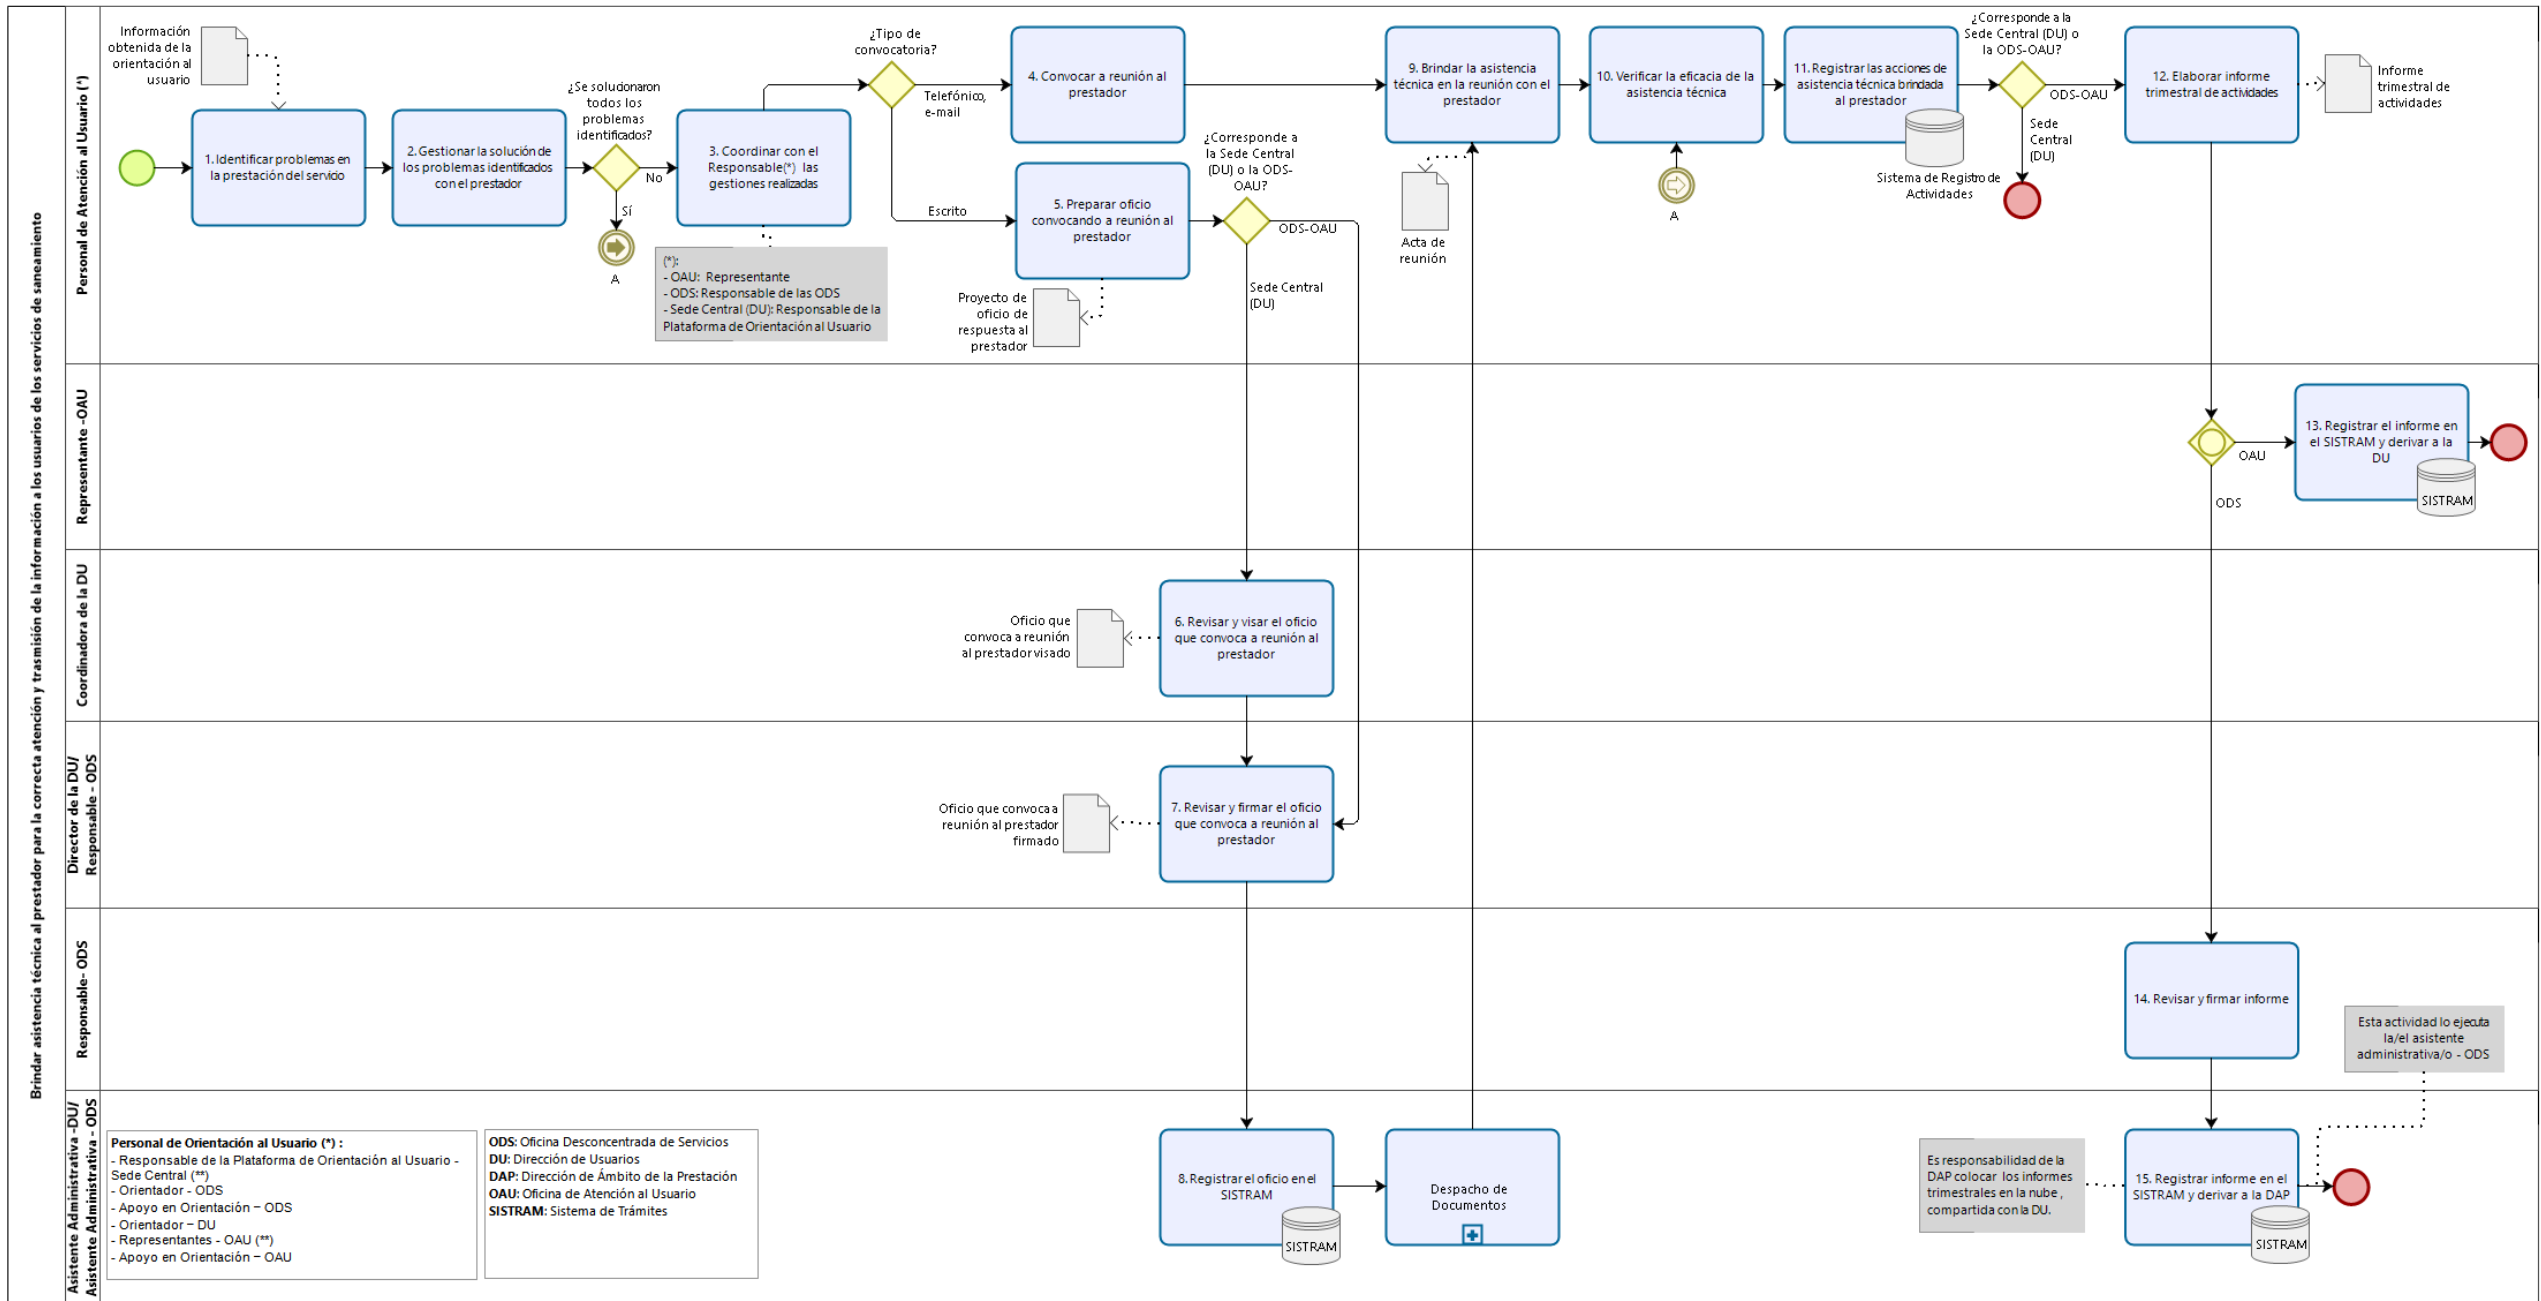 Brindar asistencia técnica al prestador para la correcta atención y trasmisión de la información a los usuarios de los servicios de saneamiento
Personal de Atención al Usuario (*)
Información
obtenida de la
orientación al
usuario
1. Identificar problemas en
la prestación del servicio
2. Gestionar la solución de
los problemas identificados
con el prestador
¿Se solucionaron
todos los
problemas
identificados?
No
Sí
A
3. Coordinar con el
Responsable(*) las
gestiones realizadas
(*):
- OAU: Representante
- ODS: Responsable de las ODS
- Sede Central (DU): Responsable de la
Plataforma de Orientación al Usuario
¿Tipo de
convocatoria?
Telefónico,
e-mail
Escrito
4. Convocar a reunión al
prestador
5. Preparar oficio
convocando a reunión al
prestador
Proyecto de
oficio de
respuesta al
prestador
¿Corresponde a
la Sede Central
(DU) o la ODS-
OAU?
ODS-OAU
Sede Central
(DU)
9. Brindar la asistencia
técnica en la reunión con el
prestador
Acta de
reunión
10. Verificar la eficacia de la
asistencia técnica
A
11. Registrar las acciones de
asistencia técnica brindada
al prestador
Sistema de Registro de
Actividades
¿Corresponde a la
Sede Central (DU) o
la ODS-OAU?
ODS-OAU
Sede
Central
(DU)
12. Elaborar informe
trimestral de actividades
Informe
trimestral de
actividades
Representante -OAU
OAU
ODS
13. Registrar el informe en
el SISTRAM y derivar a la
DU
SISTRAM
Coordinadora de la DU
Oficio que
convoca a reunión
al prestador visado
6. Revisar y visar el oficio
que convoca a reunión al
prestador
Director de la DU/
Responsable - ODS
Oficio que convoca a
reunión al prestador
firmado
7. Revisar y firmar el oficio
que convoca a reunión al
prestador
Responsable- ODS
14. Revisar y firmar informe
Esta actividad lo ejecuta
la/el asistente
administrativa/o - ODS
Asistente Administrativa -DU/
Asistente Administrativa - ODS
Personal de Orientación al Usuario (*) :
- Responsable de la Plataforma de Orientación al Usuario -
Sede Central (**)
- Orientador - ODS
- Apoyo en Orientación – ODS
- Orientador – DU
- Representantes - OAU (**)
- Apoyo en Orientación – OAU
ODS: Oficina Desconcentrada de Servicios
DU: Dirección de Usuarios
DAP: Dirección de Ámbito de la Prestación
OAU: Oficina de Atención al Usuario
SISTRAM: Sistema de Trámites
8. Registrar el oficio en el
SISTRAM
SISTRAM
Despacho de
Documentos
Es responsabilidad de la
DAP colocar los informes
trimestrales en la nube ,
compartida con la DU.
15. Registrar informe en el
SISTRAM y derivar a la DAP
SISTRAM